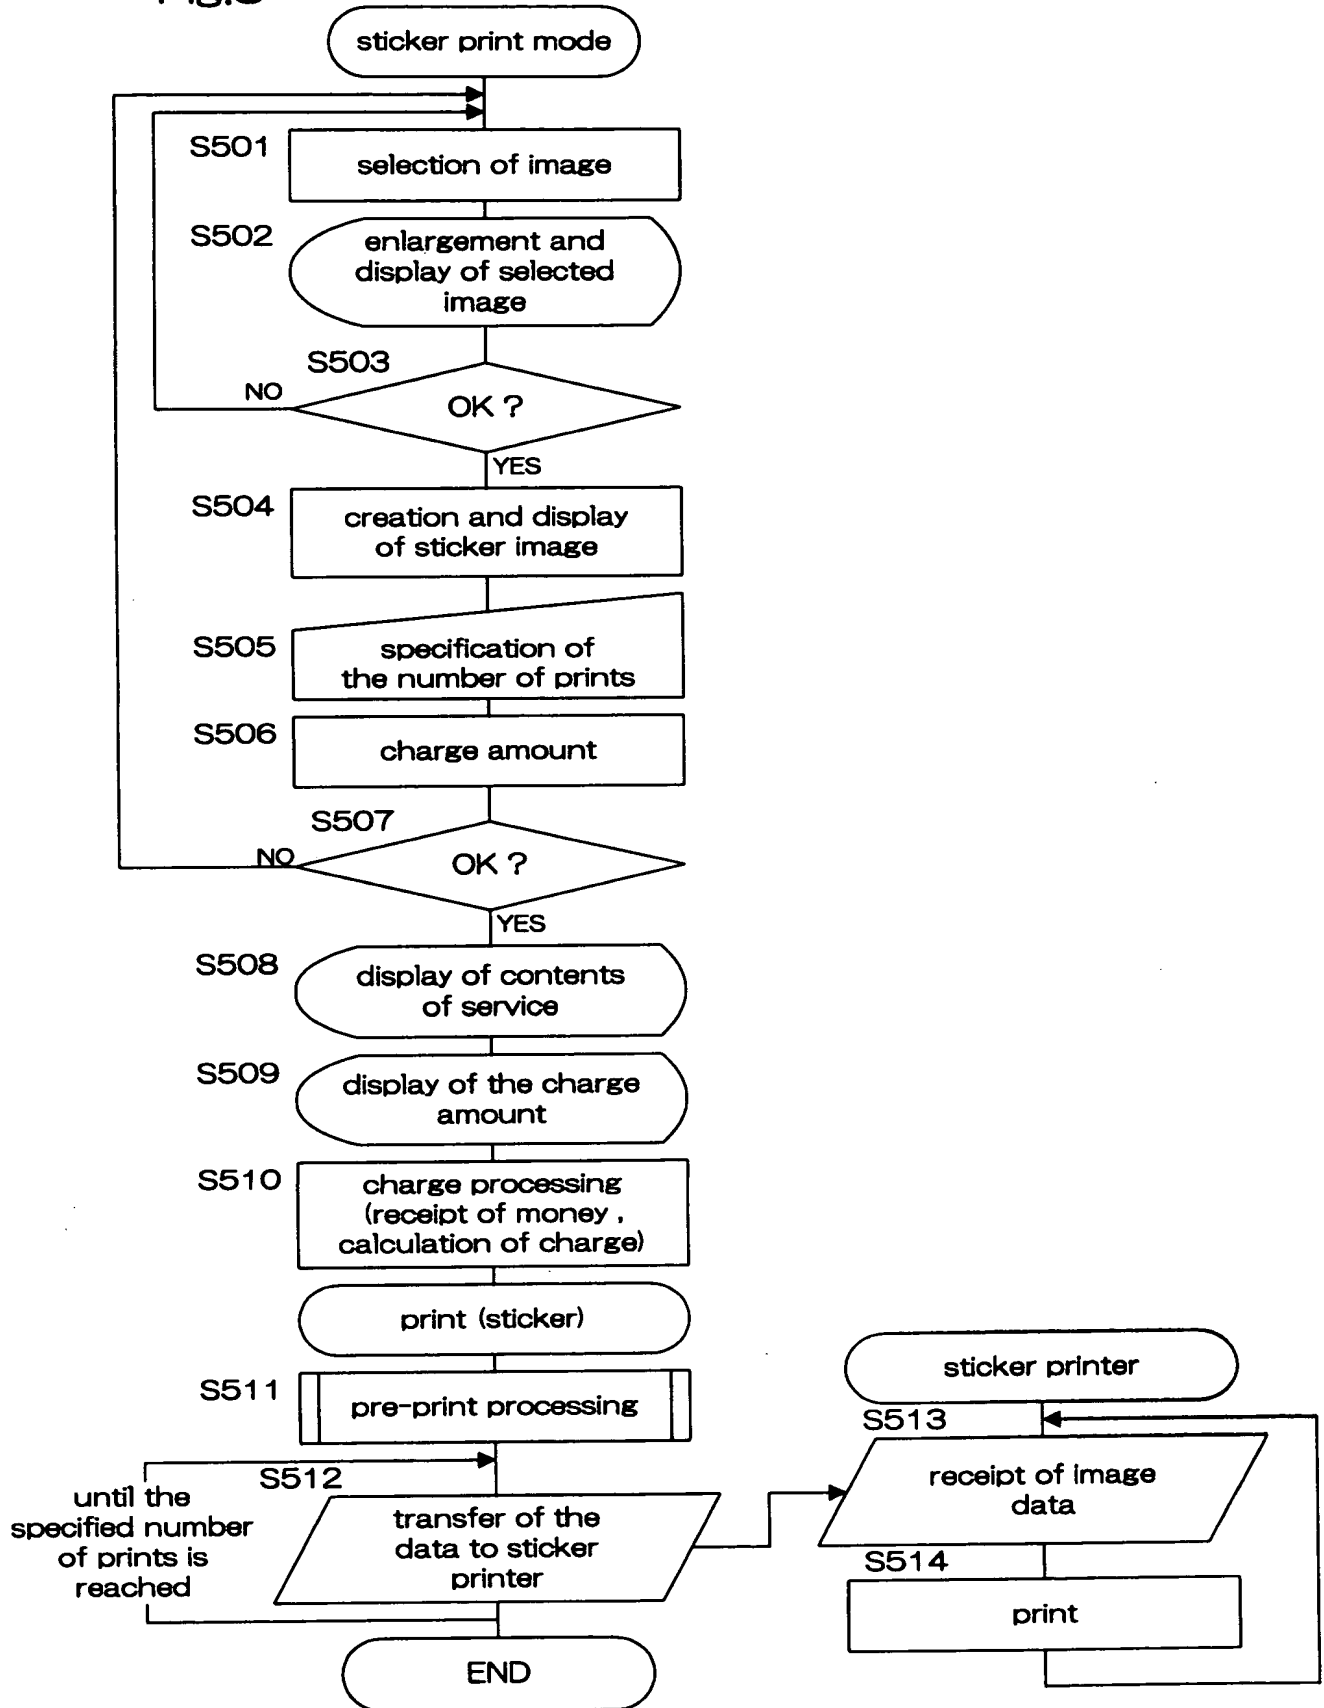 sticker print mode
S501
selection of image
S502
enlargement and
display of selected
image
S503
NO
OK ?
YES
S504
creation and display
of sticker image
S505
specification of
the number of prints
S506
charge amount
S507
NO
OK ?
YES
S508
display of contents
of service
S509
display of the charge
amount
S510
charge processing
(receipt of money ,
calculation of charge)
print (sticker)
S511
pre-print processing
S512
until the
specified number
of prints is
reached
transfer of the
data to sticker
printer
END
sticker printer
S513
receipt of image
data
S514
print